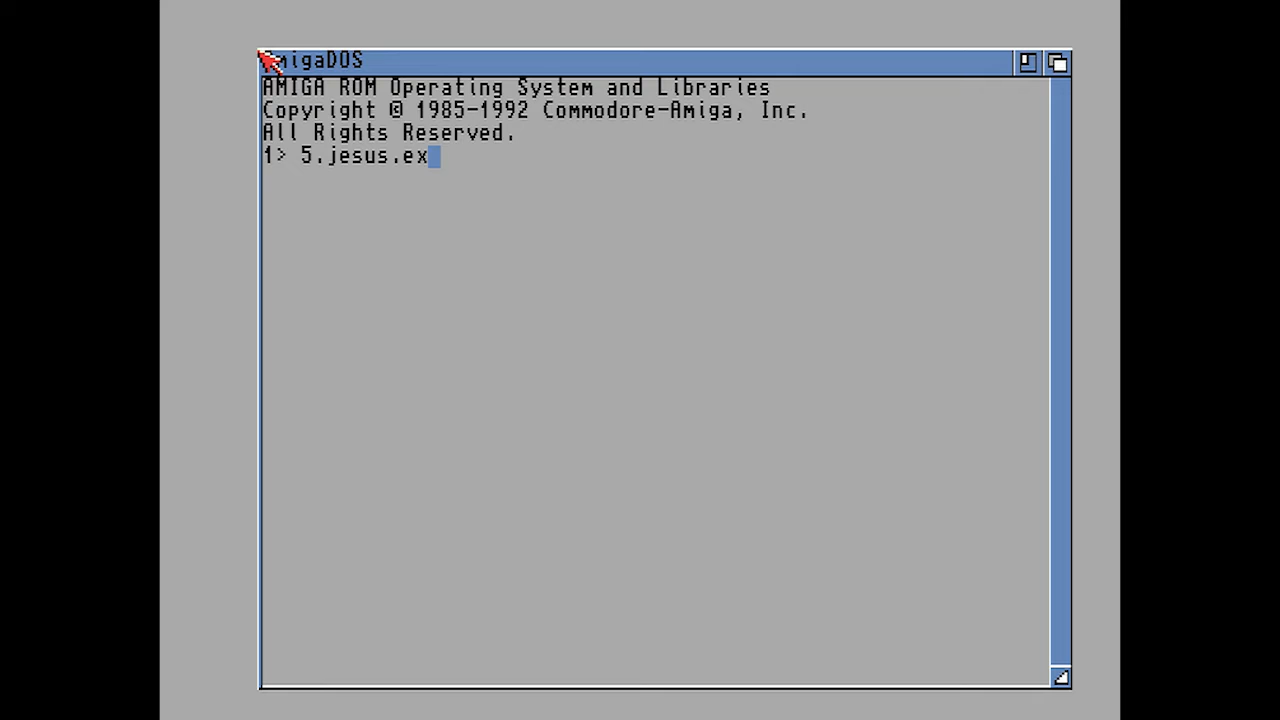 AmigaDOS
AMIGA ROM Operating System and Libraries
Copyright © 1985-1992 Commodore-Amiga, Inc.
All Rights Reserved.
1> 5.jesus.ex